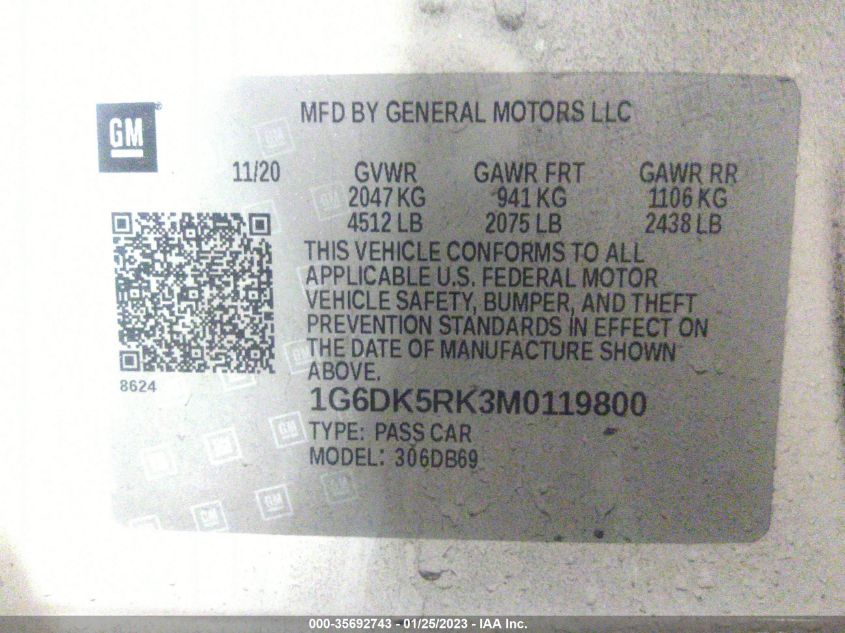 MFD BY GENERAL MOTORS LLC
GM
11/20 GVWR GAWR FRT GAWR RR
2047 KG 941 KG 1106 KG
4512 LB 2075 LB 2438 LB
THIS VEHICLE CONFORMS TO ALL
APPLICABLE U.S. FEDERAL MOTOR
VEHICLE SAFETY, BUMPER, AND THEFT
PREVENTION STANDARDS IN EFFECT ON
THE DATE OF MANUFACTURE SHOWN
ABOVE.
8624
1G6DK5RK3M0119800
TYPE: PASS CAR
MODEL: 306DB69
000-35692743 - 01/25/2023 - IAA Inc.